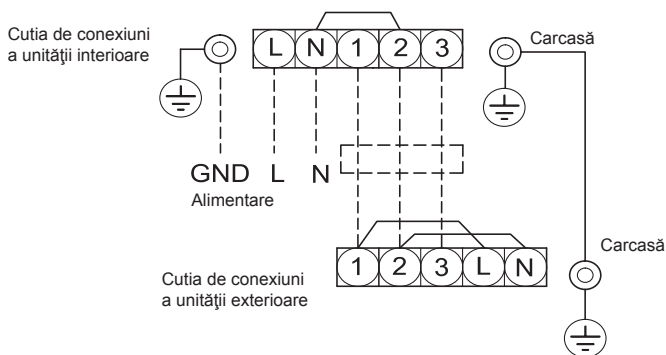 Cutia de conexiuni
a unităţii interioare
L N 1 2 3
Carcasă
GND L N
Alimentare
1 2 3 L N
Carcasă
Cutia de conexiuni
a unităţii exterioare